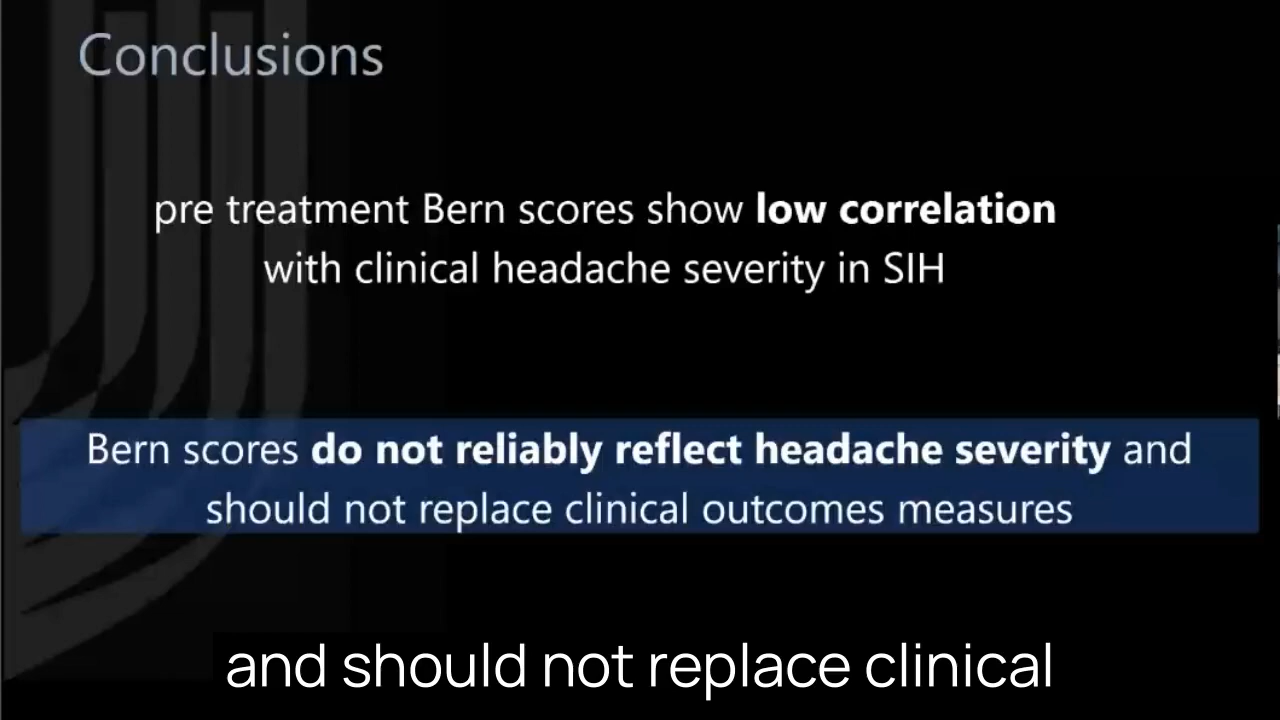 Conclusions
pre treatment Bern scores show low correlation
with clinical headache severity in SIH
Bern scores do not reliably reflect headache severity and
should not replace clinical outcomes measures
and should not replace clinical